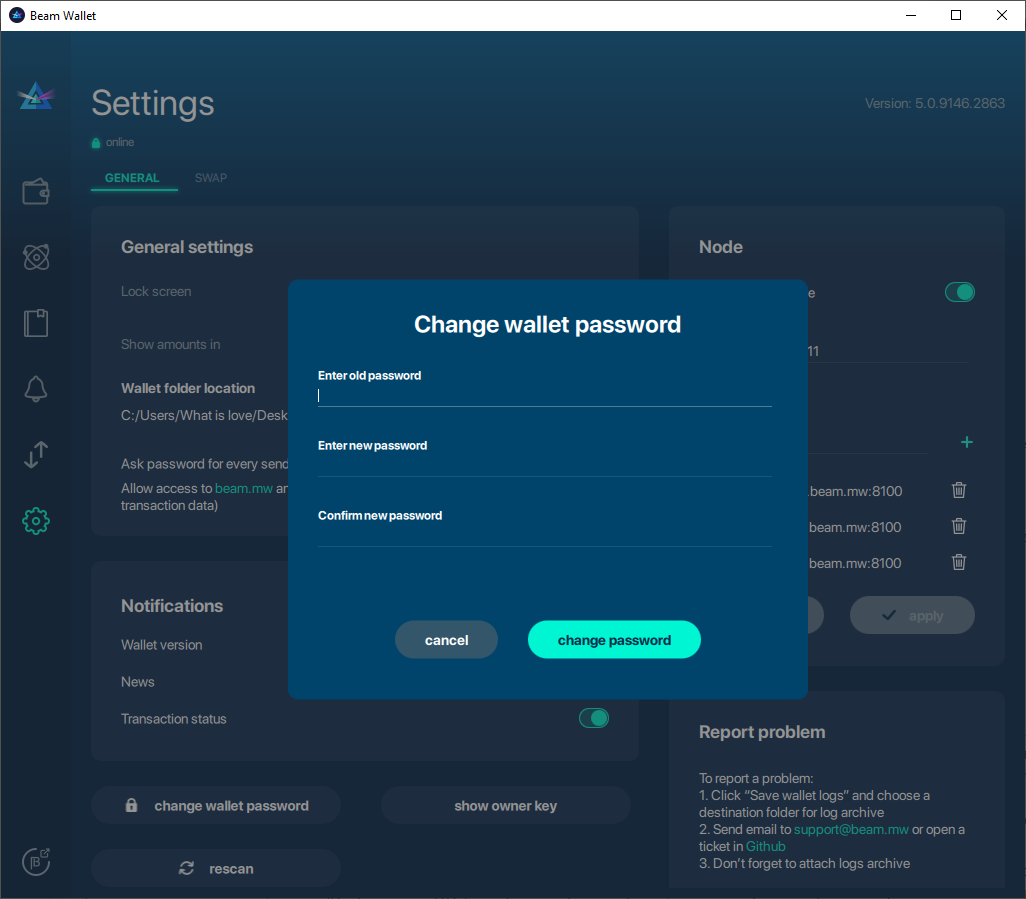 Beam Wallet
Settings
Version: 5.0.9146.2863
online
GENERAL
SWAP
General settings
Lock screen
Show amounts in
Wallet folder location
C:/Users/What is love/Desk
Ask password for every send
Allow access to beam.mw an
transaction data)
Node
e
11
.beam.mw:8100
beam.mw:8100
beam.mw:8100
apply
Change wallet password
Enter old password
Enter new password
Confirm new password
cancel
change password
Notifications
Wallet version
News
Transaction status
change wallet password
show owner key
rescan
Report problem
To report a problem:
1. Click “Save wallet logs” and choose a
destination folder for log archive
2. Send email to support@beam.mw or open a
ticket in Github
3. Don’t forget to attach logs archive